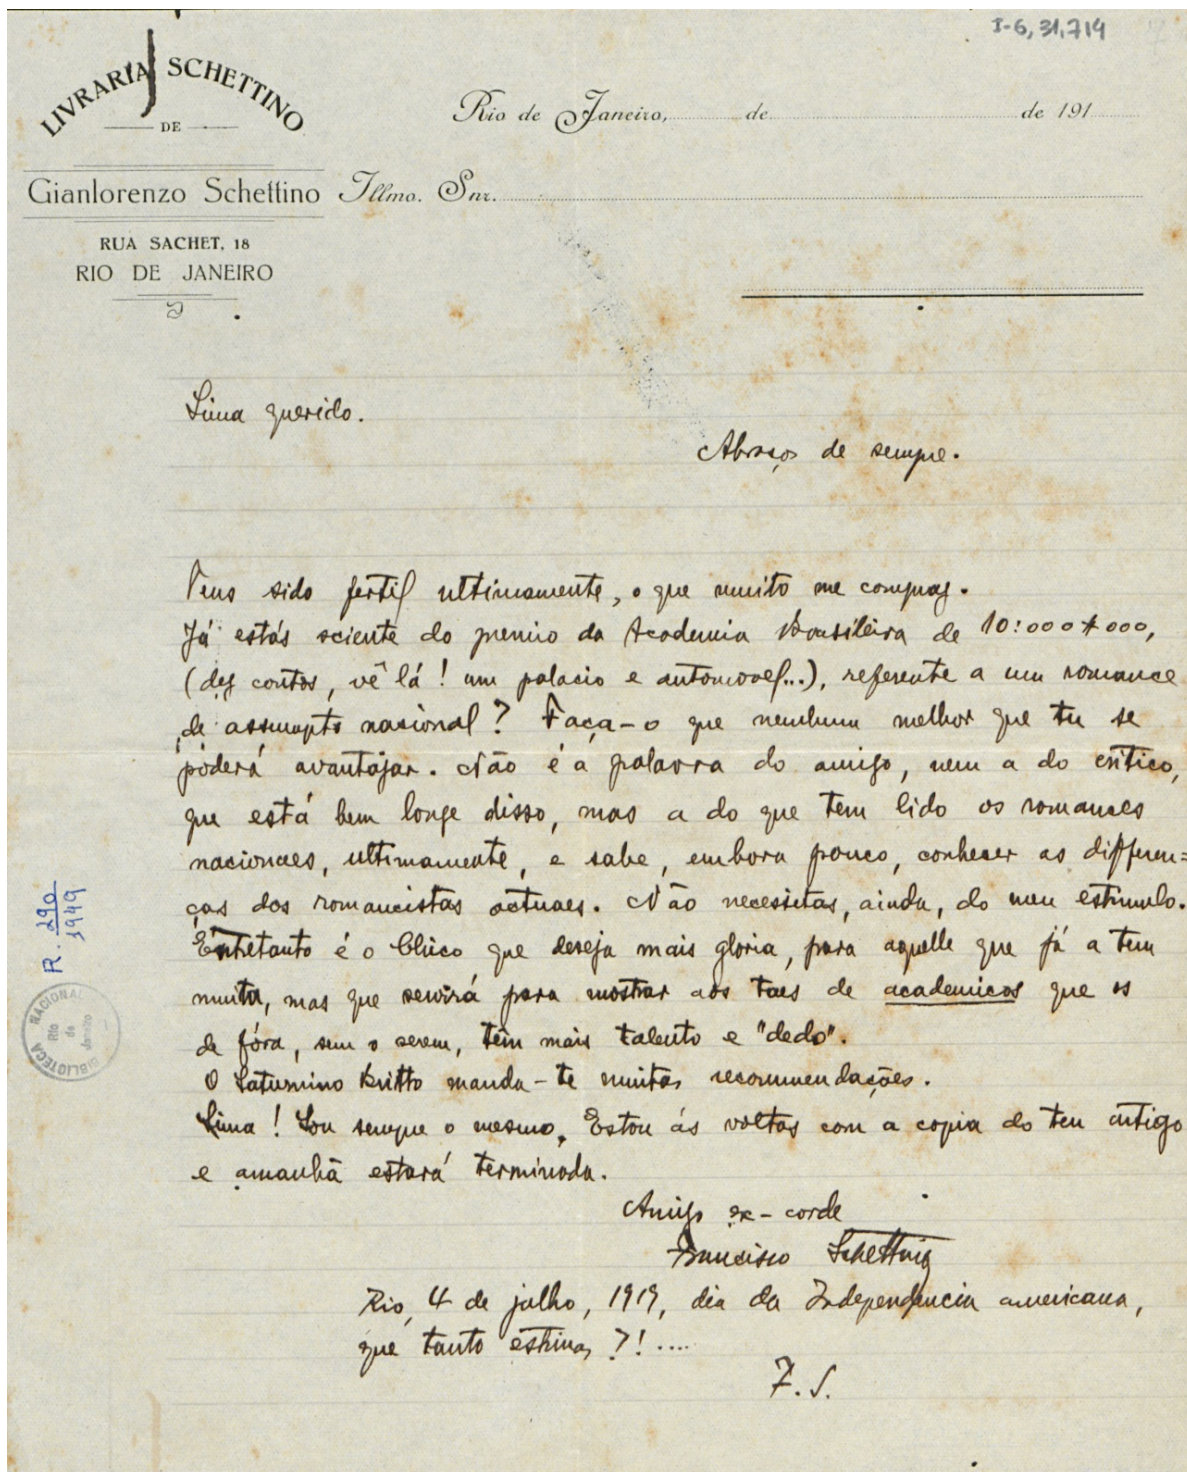 I-6, 31, 714
LIVRARIA SCHETTINO
DE
Gianlorenzo Schettino
RUA SACHET, 18
RIO DE JANEIRO
Rio de Janeiro, de de 191
Illmo. Snr.
Lima querido.
Abraços de sempre.
Tens sido fertil ultimamente, o que muito me compraz.
Já estás sciente do premio da Academia Brasileira de 10:000$000,
(dez contos, vê lá! um palacio e automovel...), referente a um romance
de assumpto nacional? Faça-o que nenhum melhor que tu se
poderá avantajar. Não é a palavra do amigo, nem a do critico,
que está bem longe disso, mas a do que tem lido os romances
nacionaes, ultimamente, e sabe, embora pouco, conhecer as differen=
ças dos romancistas actuaes. Não necessitas, ainda, do meu estimulo.
Entretanto é o Chico que deseja mais gloria, para aquelle que já a tem
muita, mas que servirá para mostrar aos taes de academicos que os
de fóra, sem o serem, têm mais talento e "dedo".
O Saturnino Britto manda-te muitas recommendações.
Lima! Sou sempre o mesmo. Estou ás voltas com a copia do teu artigo
e amanhã estará terminada.
Amigo ex-corde
Francisco Schettino
Rio, 4 de julho, 1919, dia da Independencia americana,
que tanto estimas?!....
F. S.
R. 290
1949
BIBLIOTECA NACIONAL
Rio
de
Janeiro